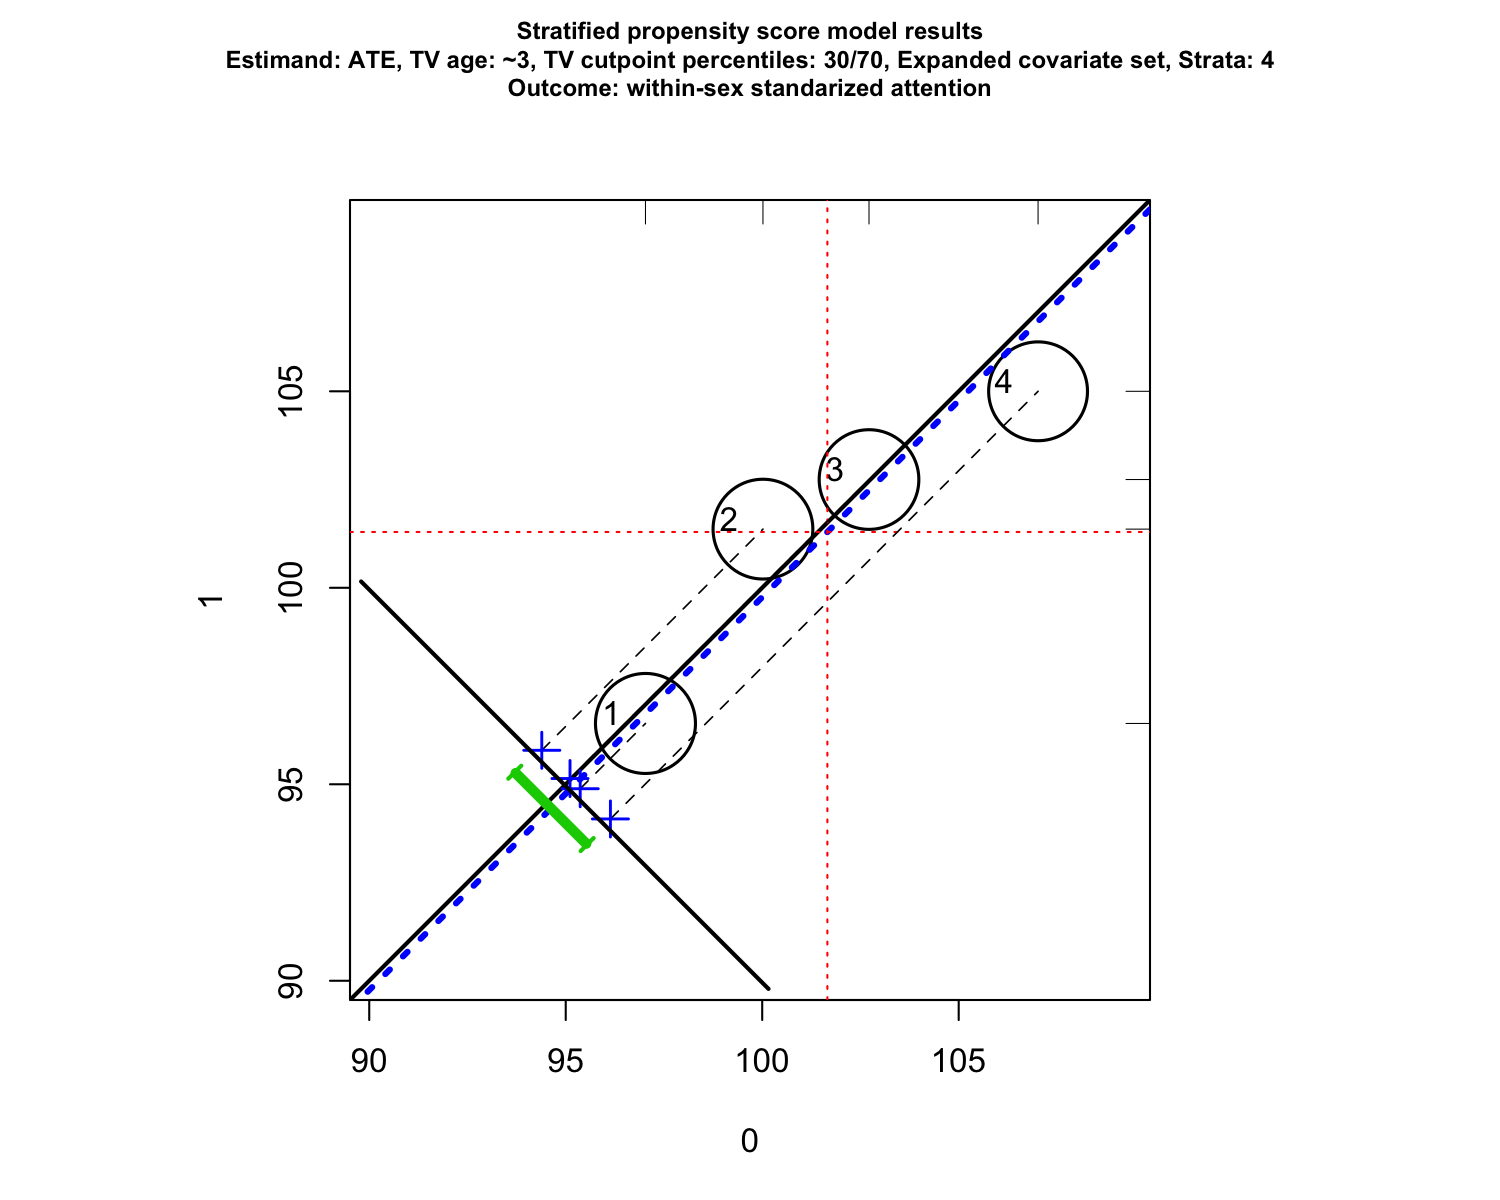 Stratified propensity score model results
Estimand: ATE, TV age: ~3, TV cutpoint percentiles: 30/70, Expanded covariate set, Strata: 4
Outcome: within-sex standarized attention
105
4
3
2
100
1
1
95
90
90 95 100 105
0